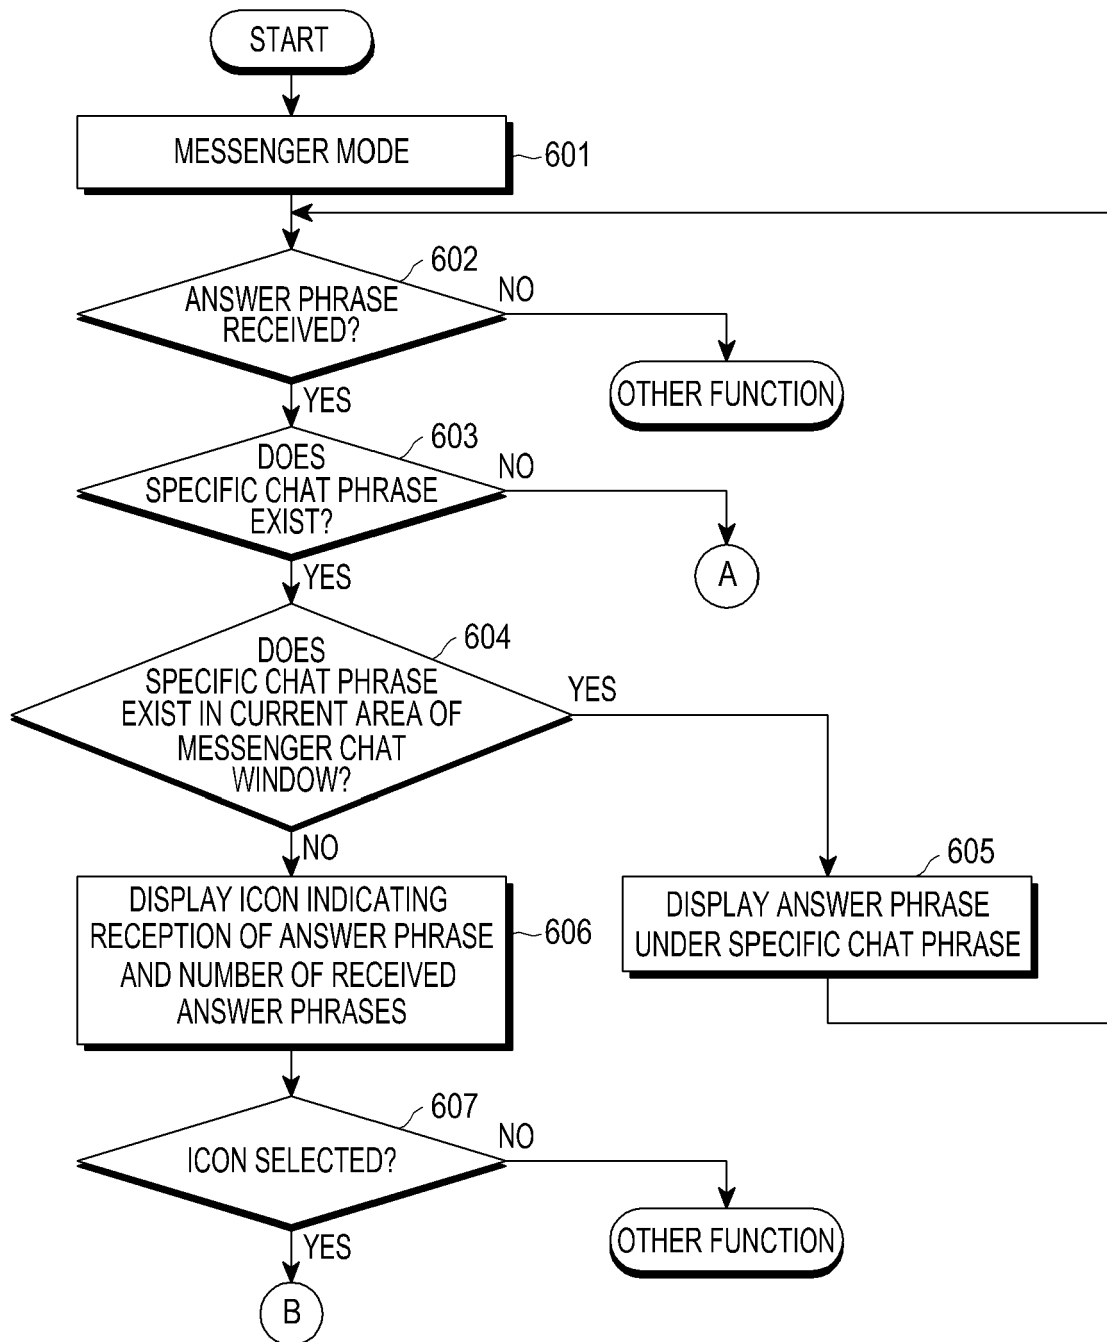 START
MESSENGER MODE
601
602
ANSWER PHRASE
RECEIVED?
NO
OTHER FUNCTION
YES
603
DOES
SPECIFIC CHAT PHRASE
EXIST?
NO
A
YES
604
DOES
SPECIFIC CHAT PHRASE
EXIST IN CURRENT AREA OF
MESSENGER CHAT
WINDOW?
YES
NO
605
DISPLAY ANSWER PHRASE
UNDER SPECIFIC CHAT PHRASE
DISPLAY ICON INDICATING
RECEPTION OF ANSWER PHRASE
AND NUMBER OF RECEIVED
ANSWER PHRASES
606
607
ICON SELECTED?
NO
OTHER FUNCTION
YES
B